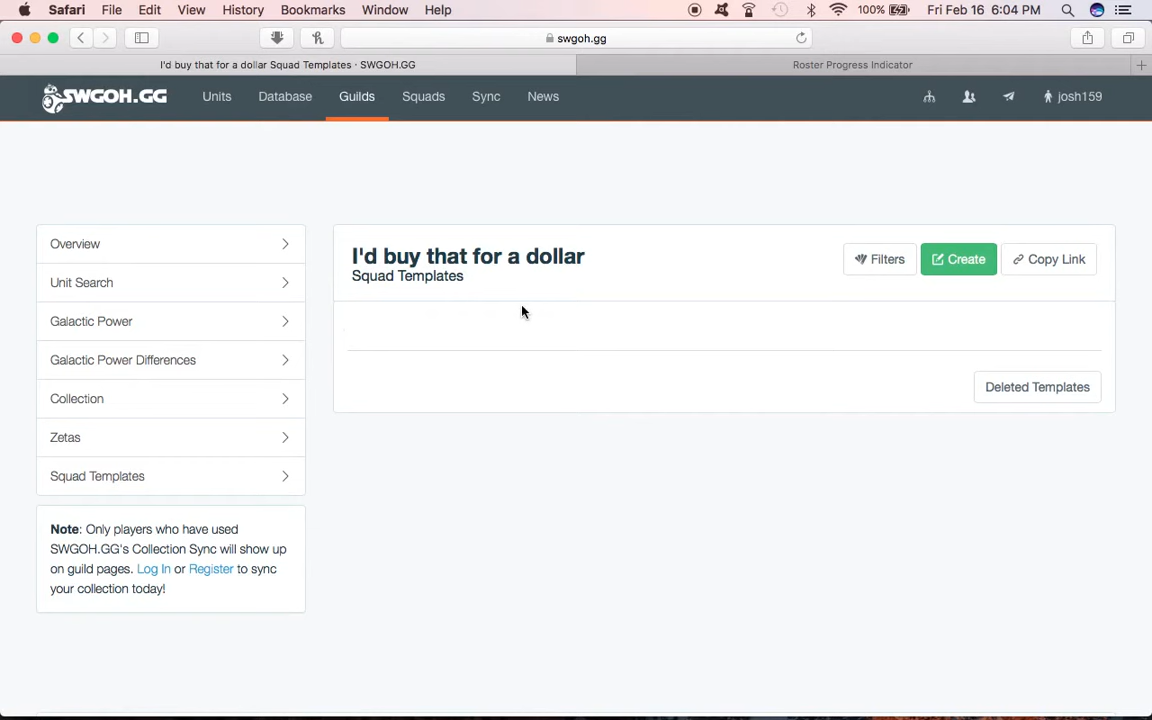 Safari File Edit View History Bookmarks Window Help 100% Fri Feb 16 6:04 PM
swgoh.gg
I'd buy that for a dollar Squad Templates · SWGOH.GG Roster Progress Indicator
SWGOH.GG Units Database Guilds Squads Sync News josh159
Overview
Unit Search
Galactic Power
Galactic Power Differences
Collection
Zetas
Squad Templates
Note: Only players who have used
SWGOH.GG's Collection Sync will show up
on guild pages. Log In or Register to sync
your collection today!
I'd buy that for a dollar
Squad Templates
Filters Create Copy Link
Deleted Templates